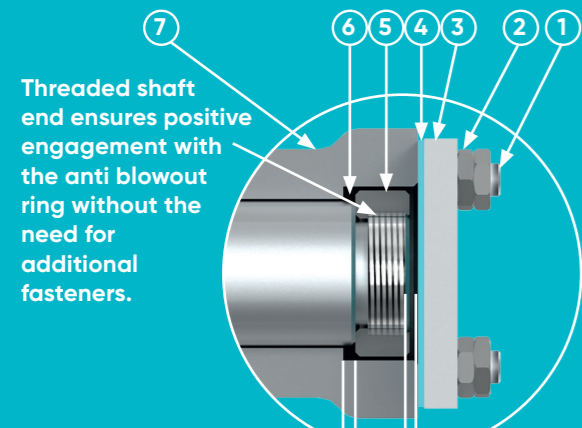 7 6 5 4 3 2 1
Threaded shaft
end ensures positive
engagement with
the anti blowout
ring without the
need for
additional
fasteners.